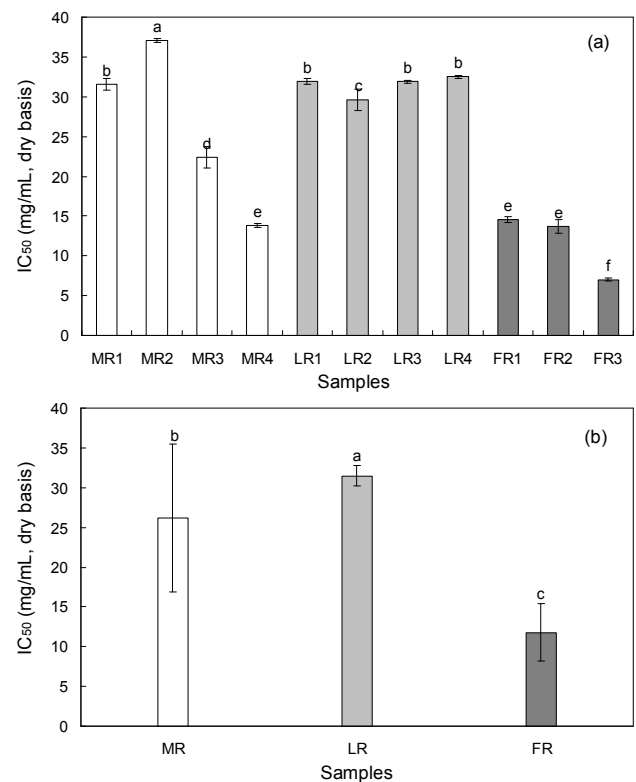 (a)
IC50 (mg/mL, dry basis)
40
35
30
25
20
15
10
5
0
b
a
d
e
b
c
b
b
e
e
f
MR1 MR2 MR3 MR4 LR1 LR2 LR3 LR4 FR1 FR2 FR3
Samples
(b)
IC50 (mg/mL, dry basis)
40
35
30
25
20
15
10
5
0
b
a
c
MR LR FR
Samples